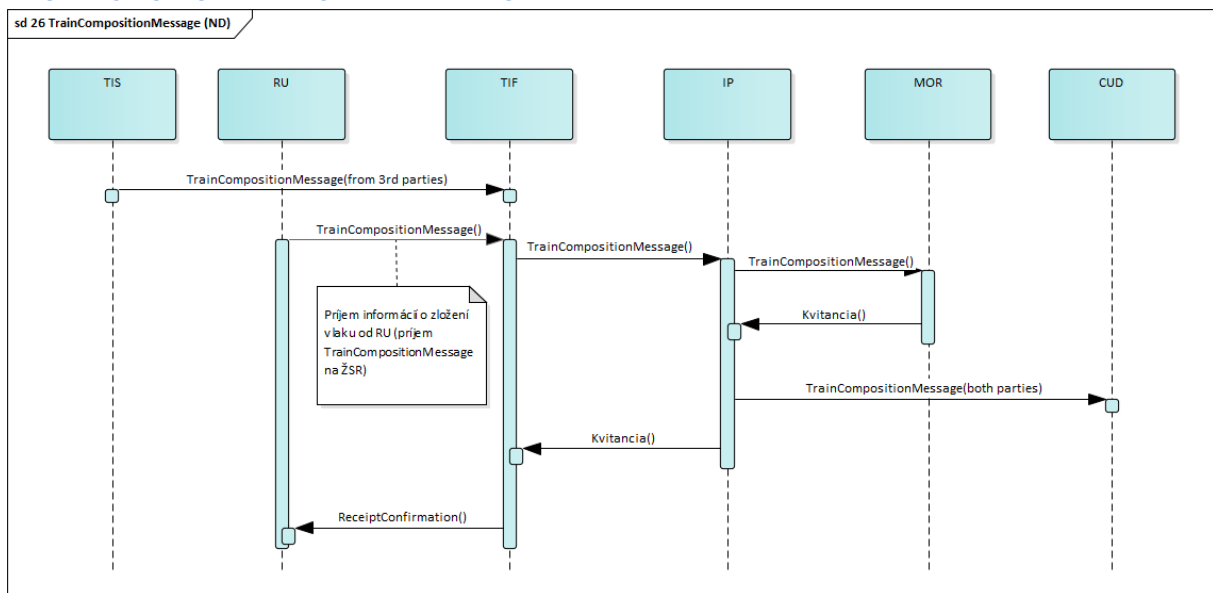 sd 26 TrainCompositionMessage (ND)
TIS
RU
TIF
IP
MOR
CUD
TrainCompositionMessage(from 3rd parties)
TrainCompositionMessage()
TrainCompositionMessage()
TrainCompositionMessage()
Príjem informácií o zložení
vlaku od RU (príjem
TrainCompositionMessage
na ŽSR)
Kvitancia()
TrainCompositionMessage(both parties)
Kvitancia()
ReceiptConfirmation()